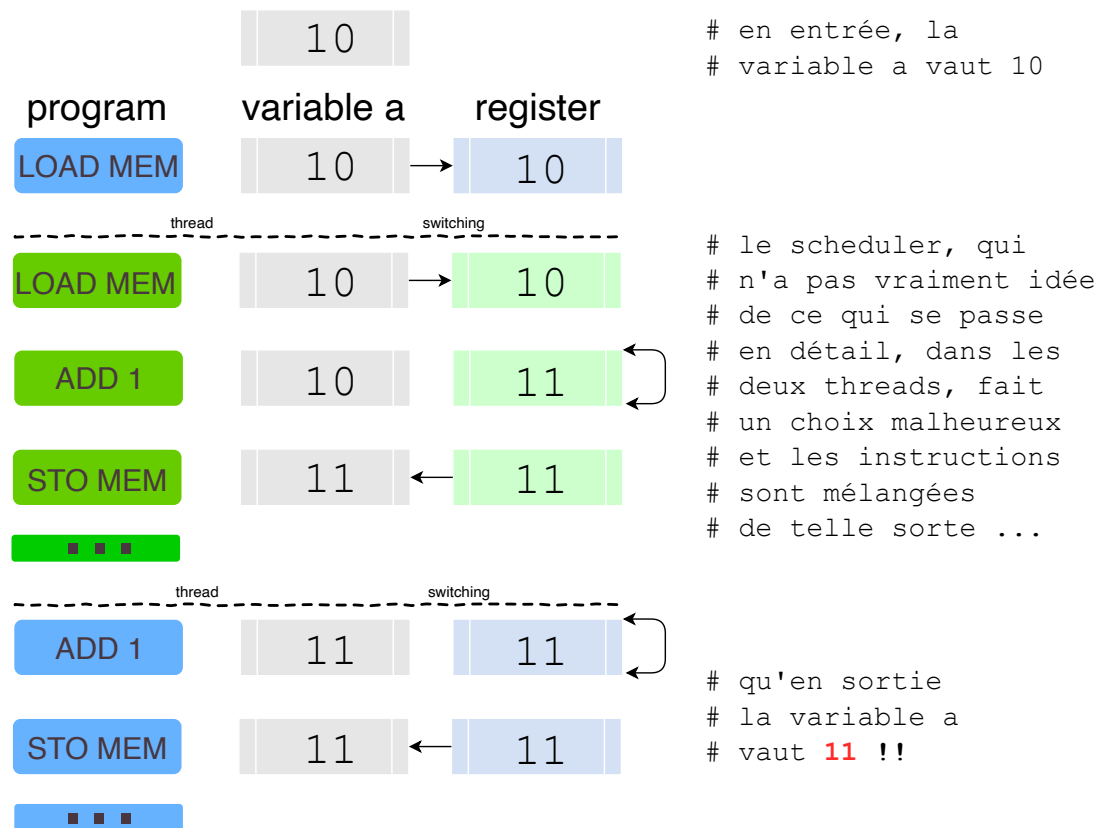 10
# en entrée, la
# variable a vaut 10
program variable a register
LOAD MEM 10 10
thread switching
LOAD MEM 10 10
ADD 1 10 11
STO MEM 11 11
# le scheduler, qui
# n'a pas vraiment idée
# de ce qui se passe
# en détail, dans les
# deux threads, fait
# un choix malheureux
# et les instructions
# sont mélangées
# de telle sorte ...
thread switching
ADD 1 11 11
STO MEM 11 11
# qu'en sortie
# la variable a
# vaut 11 !!